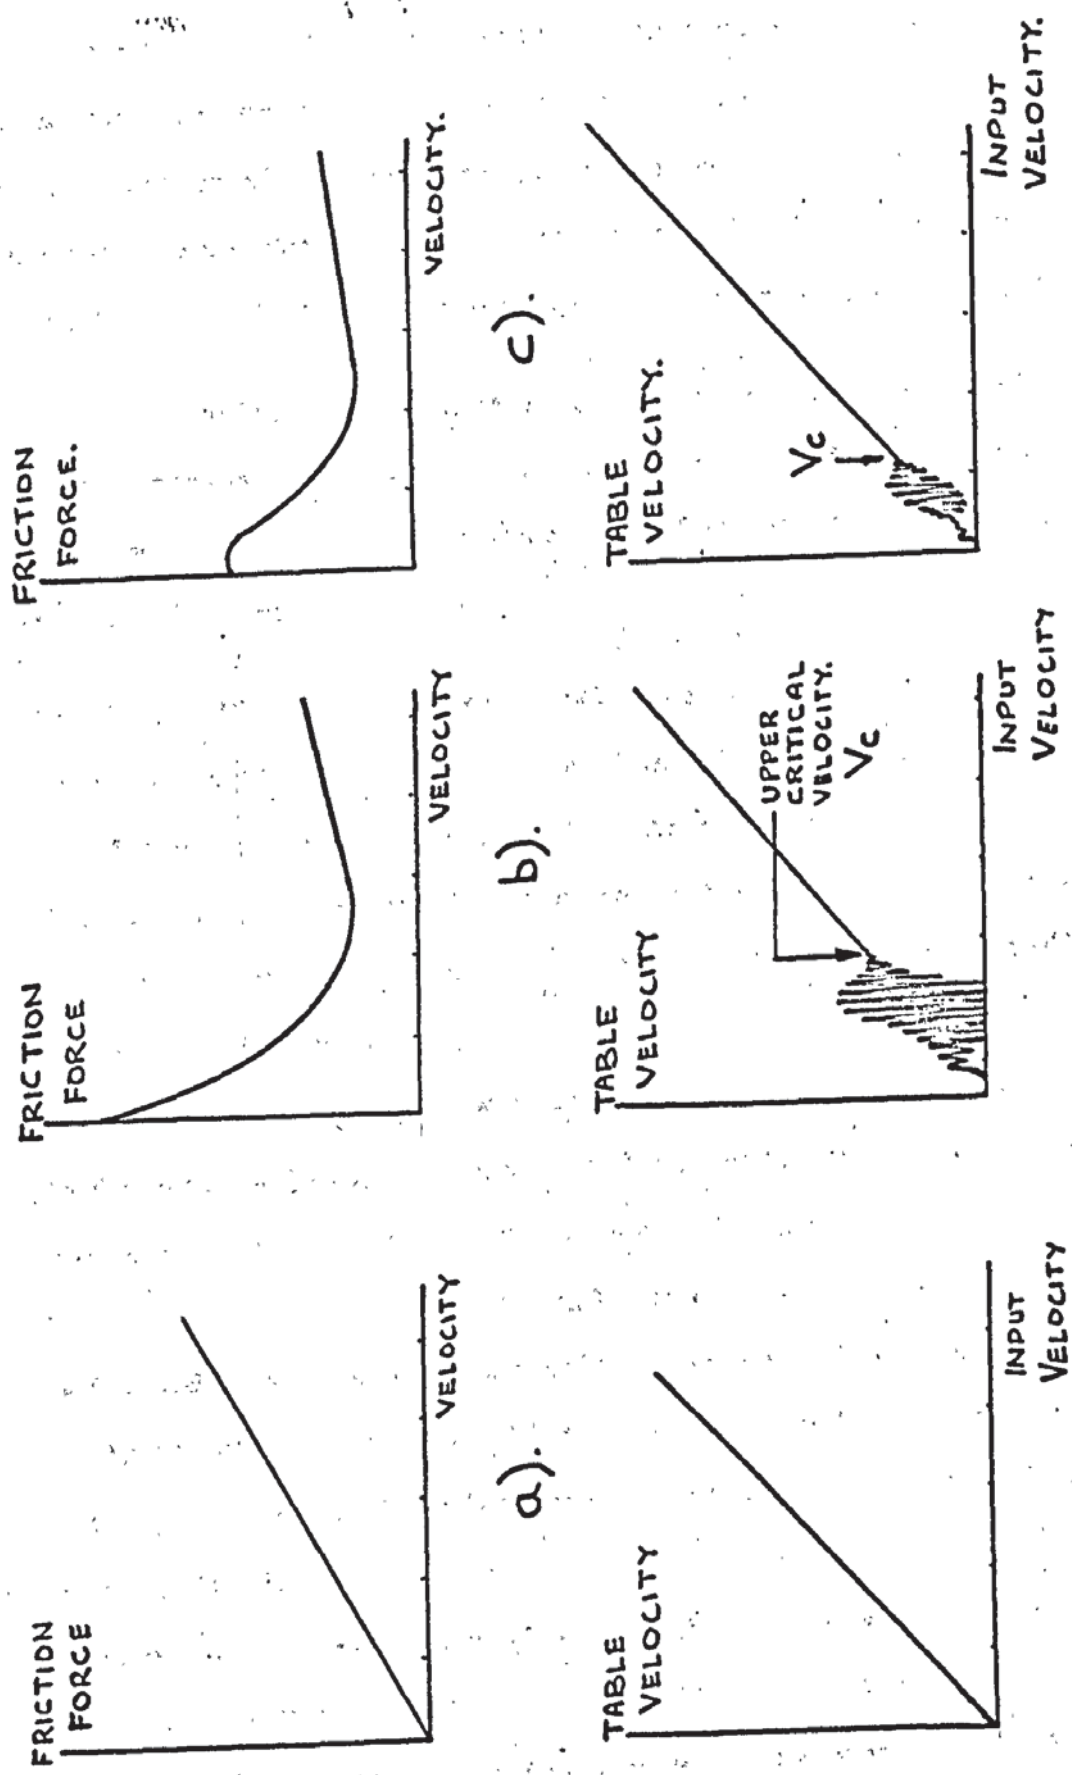 FRICTION
FORCE
VELOCITY
a).
TABLE
VELOCITY
INPUT
VELOCITY
FRICTION
FORCE
VELOCITY
b).
TABLE
VELOCITY
UPPER
CRITICAL
VELOCITY.
Vc
INPUT
VELOCITY
FRICTION
FORCE.
VELOCITY.
c).
TABLE
VELOCITY.
Vc
INPUT
VELOCITY.